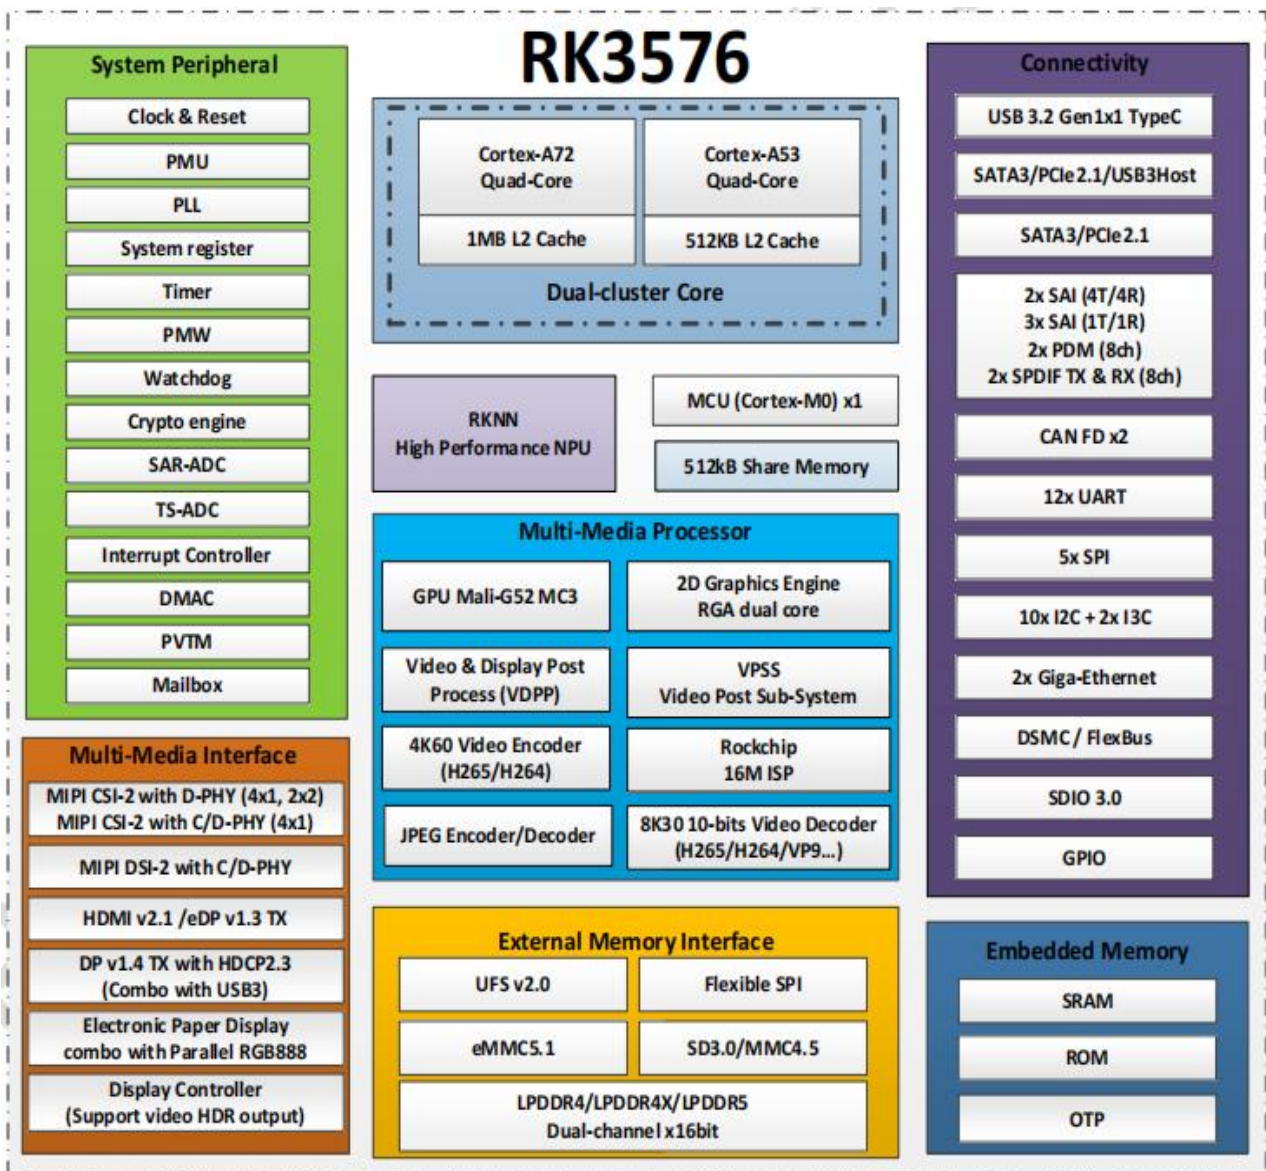 RK3576
System Peripheral
Clock & Reset
PMU
PLL
System register
Timer
PMW
Watchdog
Crypto engine
SAR-ADC
TS-ADC
Interrupt Controller
DMAC
PVTM
Mailbox
Multi-Media Interface
MIPI CSI-2 with D-PHY (4x1, 2x2)
MIPI CSI-2 with C/D-PHY (4x1)
MIPI DSI-2 with C/D-PHY
HDMI v2.1 /eDP v1.3 TX
DP v1.4 TX with HDCP2.3
(Combo with USB3)
Electronic Paper Display
combo with Parallel RGB888
Display Controller
(Support video HDR output)
Cortex-A72
Quad-Core
1MB L2 Cache
Cortex-A53
Quad-Core
512KB L2 Cache
Dual-cluster Core
RKNN
High Performance NPU
MCU (Cortex-M0) x1
512kB Share Memory
Multi-Media Processor
GPU Mali-G52 MC3
2D Graphics Engine
RGA dual core
Video & Display Post
Process (VDPP)
VPSS
Video Post Sub-System
4K60 Video Encoder
(H265/H264)
Rockchip
16M ISP
JPEG Encoder/Decoder
8K30 10-bits Video Decoder
(H265/H264/VP9...)
External Memory Interface
UFS v2.0
Flexible SPI
eMMC5.1
SD3.0/MMC4.5
LPDDR4/LPDDR4X/LPDDR5
Dual-channel x16bit
Connectivity
USB 3.2 Gen1x1 TypeC
SATA3/PCIe2.1/USB3Host
SATA3/PCIe2.1
2x SAI (4T/4R)
3x SAI (1T/1R)
2x PDM (8ch)
2x SPDIF TX & RX (8ch)
CAN FD x2
12x UART
5x SPI
10x I2C + 2x I3C
2x Giga-Ethernet
DSMC / FlexBus
SDIO 3.0
GPIO
Embedded Memory
SRAM
ROM
OTP